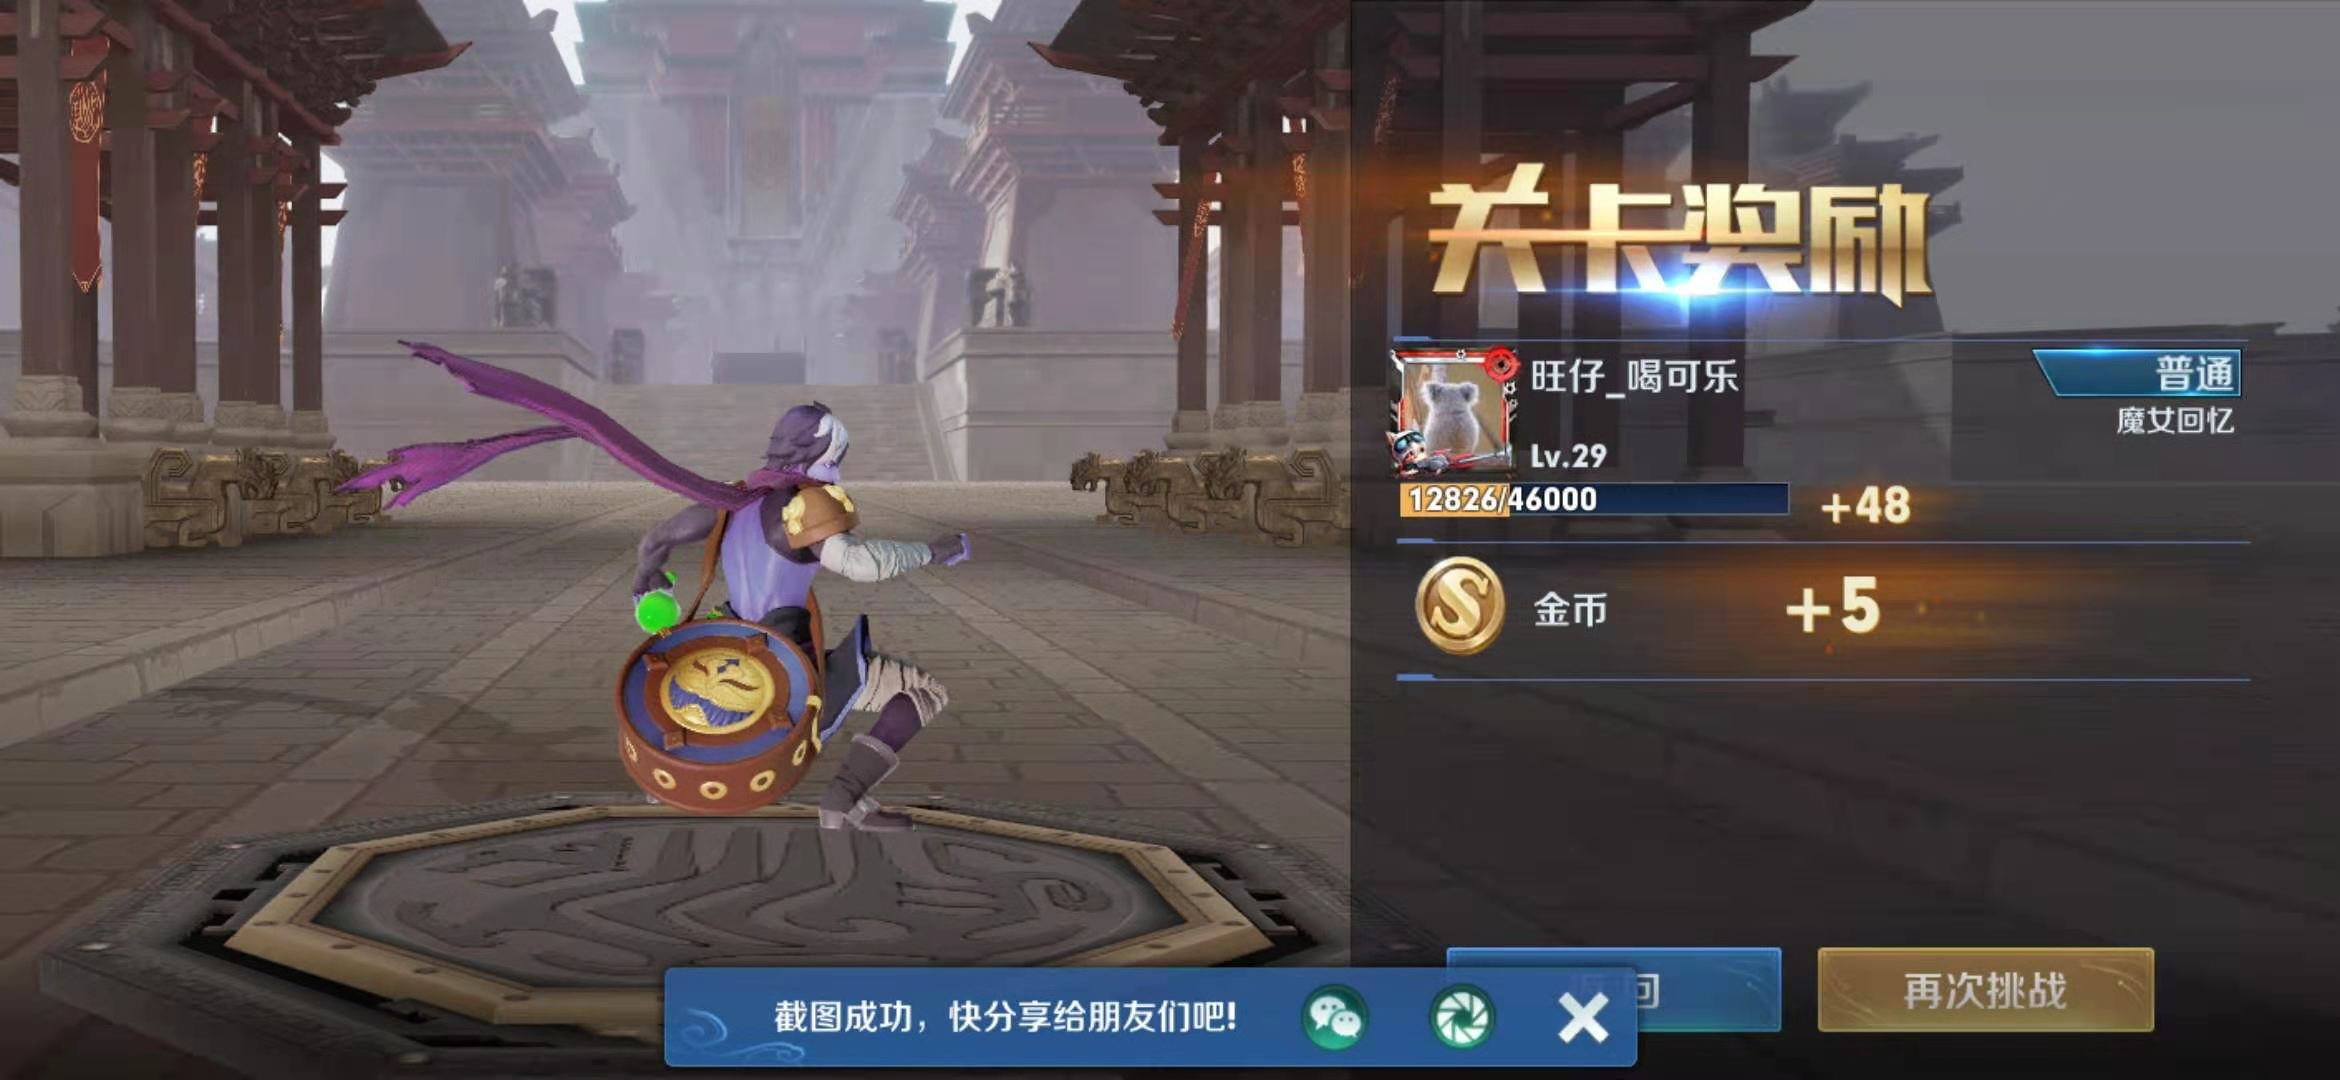 关卡奖励
旺仔_喝可乐
普通
魔女回忆
Lv.29
12826/46000
+48
金币
+5
回
再次挑战
截图成功，快分享给朋友们吧!